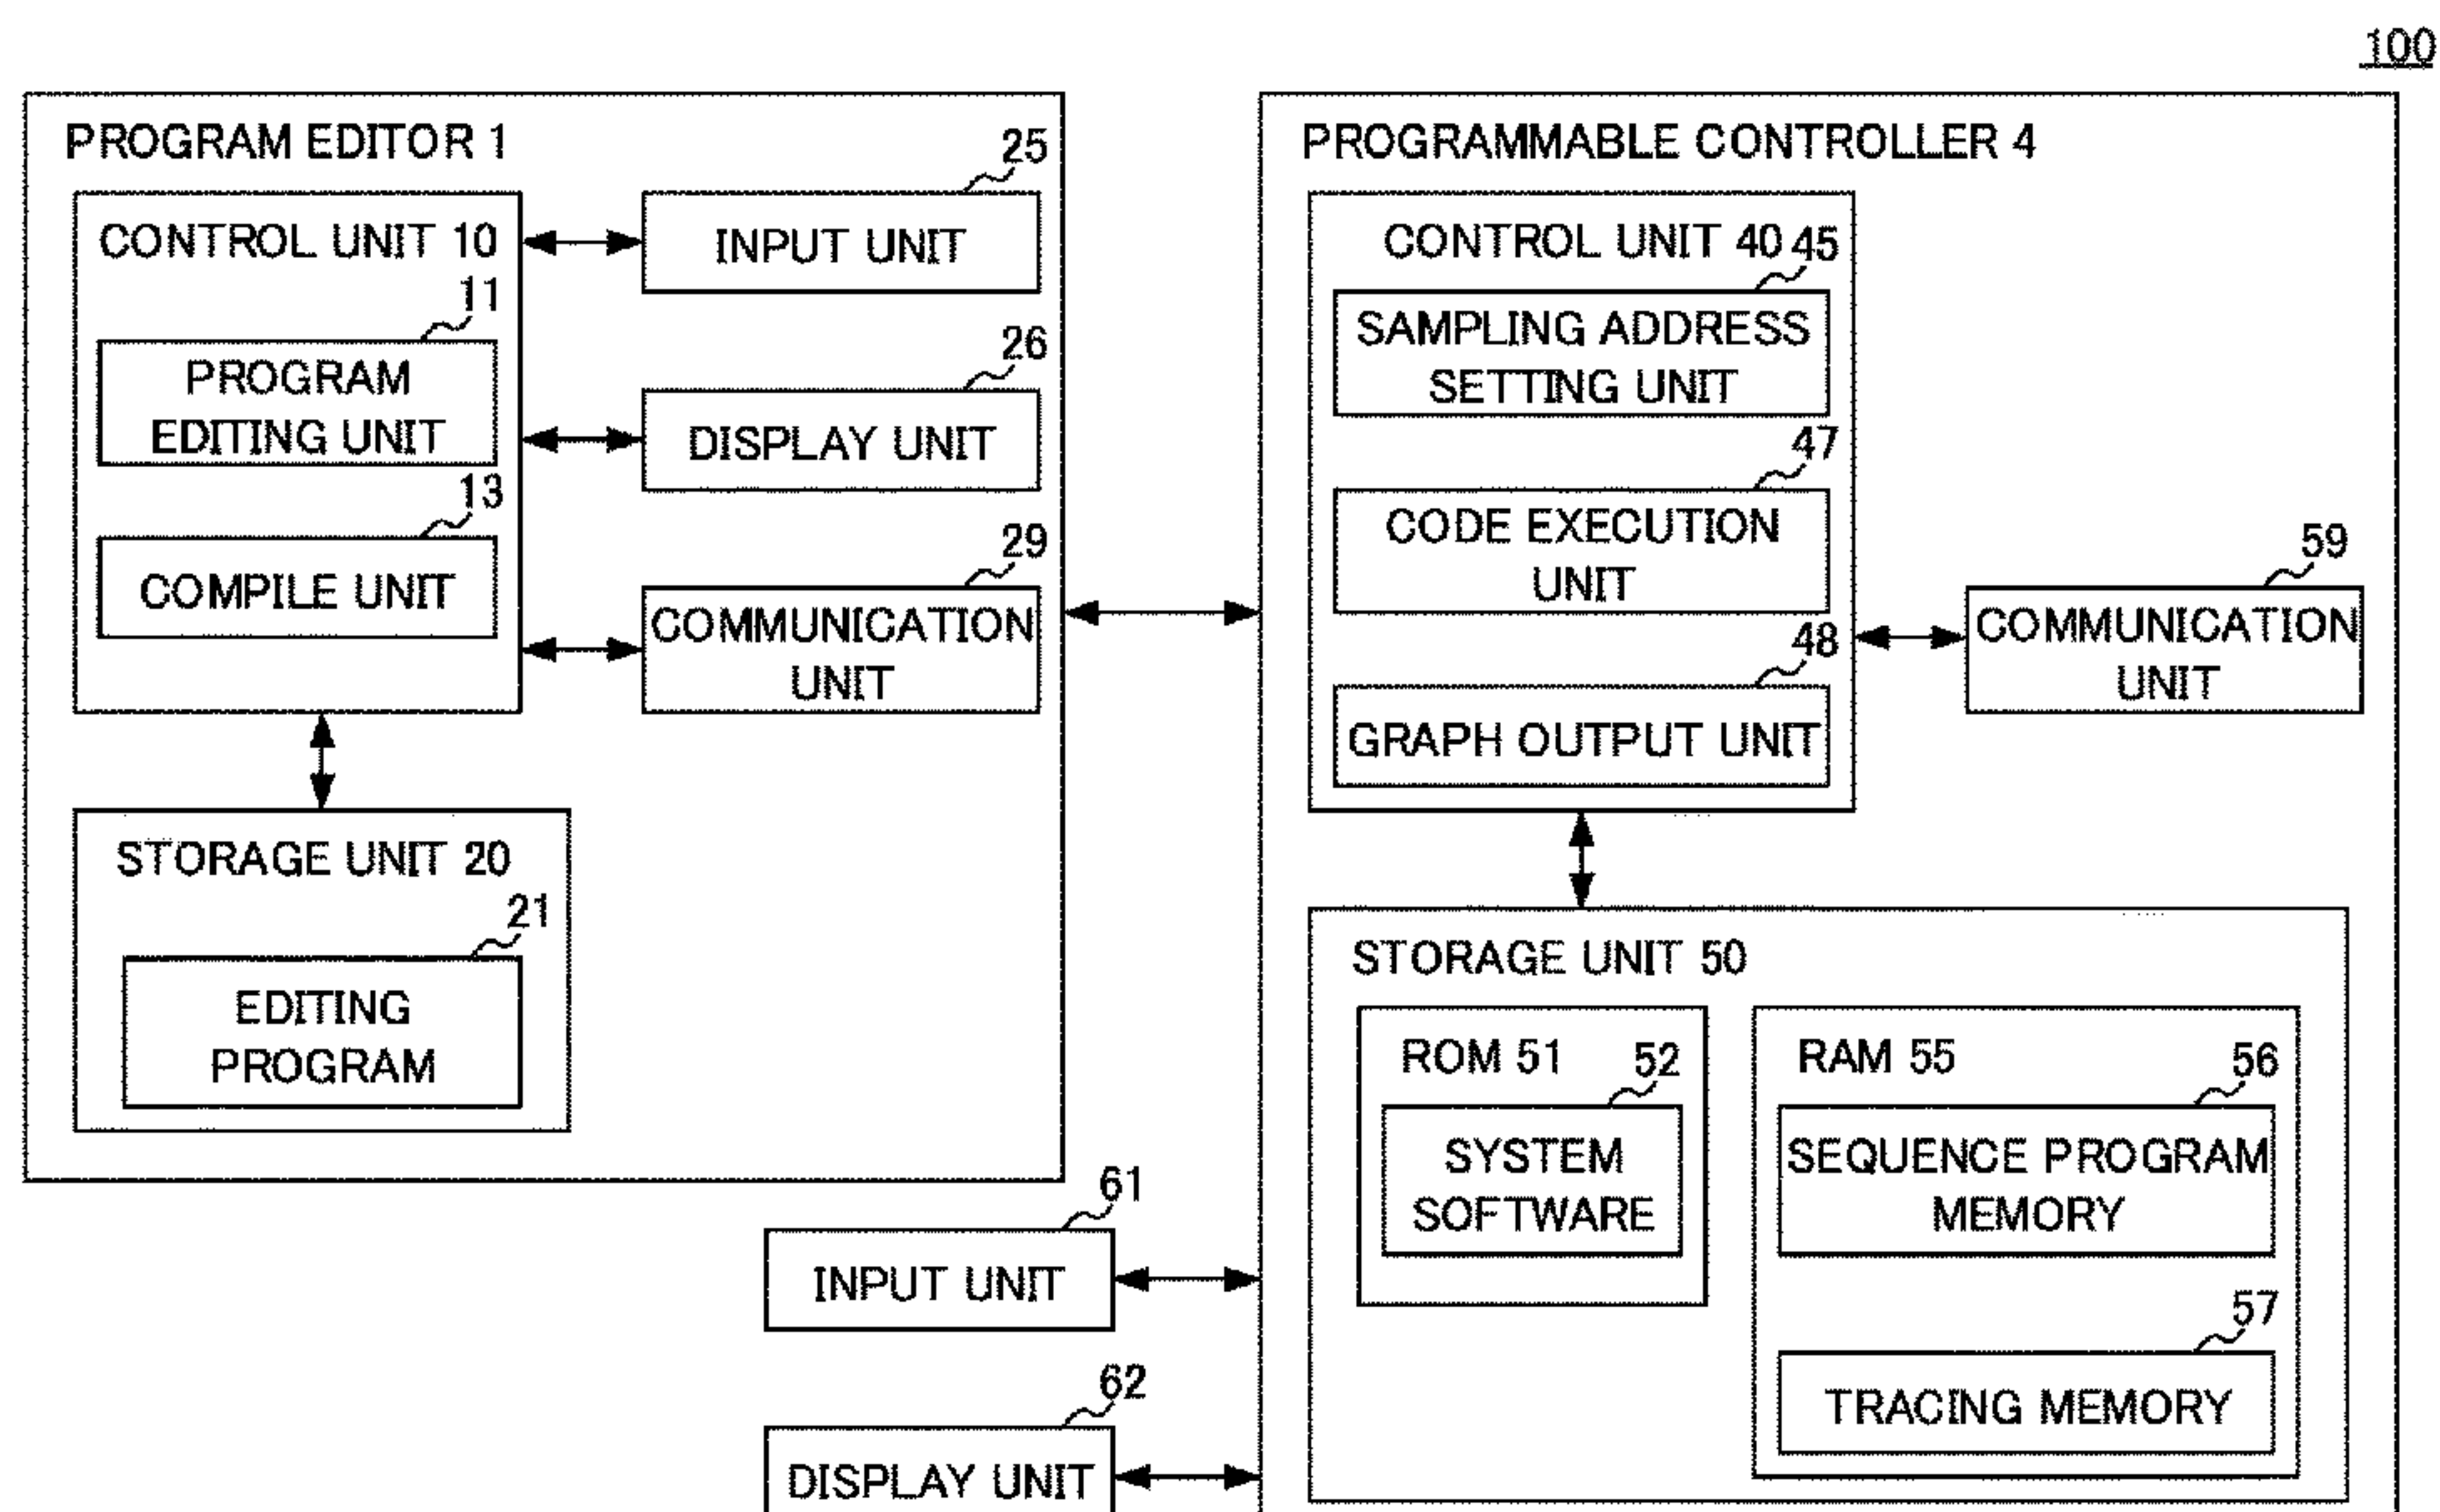 100
PROGRAM EDITOR 1
CONTROL UNIT 10
11
PROGRAM
EDITING UNIT
13
COMPILE UNIT
25
INPUT UNIT
26
DISPLAY UNIT
29
COMMUNICATION
UNIT
STORAGE UNIT 20
21
EDITING
PROGRAM
61
INPUT UNIT
62
DISPLAY UNIT
PROGRAMMABLE CONTROLLER 4
CONTROL UNIT 40
45
SAMPLING ADDRESS
SETTING UNIT
47
CODE EXECUTION
UNIT
48
GRAPH OUTPUT UNIT
59
COMMUNICATION
UNIT
STORAGE UNIT 50
ROM 51
52
SYSTEM
SOFTWARE
RAM 55
56
SEQUENCE PROGRAM
MEMORY
57
TRACING MEMORY